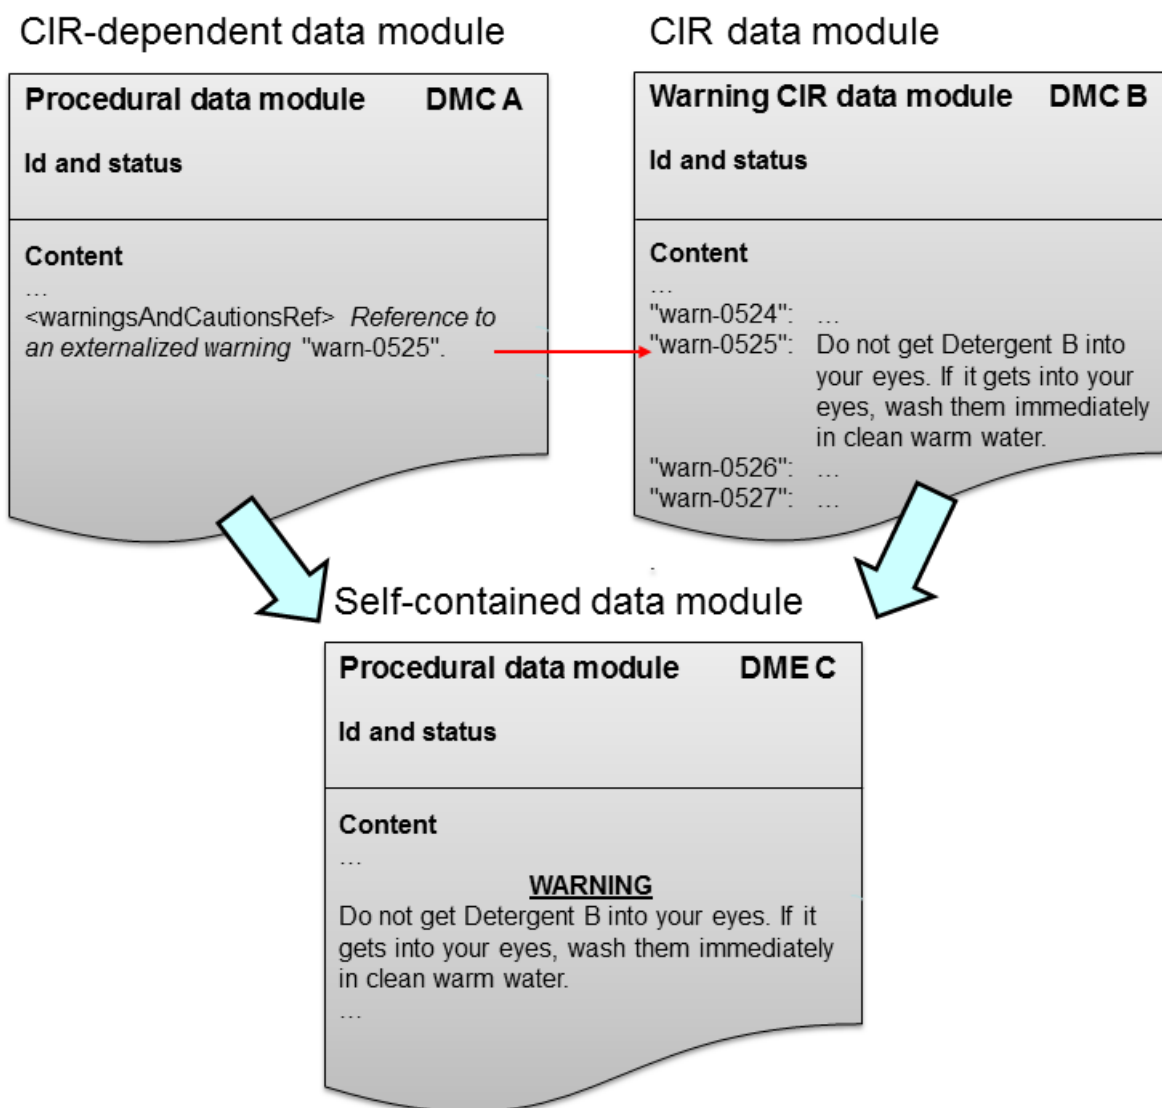 CIR-dependent data module
CIR data module
Procedural data module DMC A
Id and status
Content
…
<warningsAndCautionsRef> Reference to
an externalized warning "warn-0525".
Warning CIR data module DMC B
Id and status
Content
…
"warn-0524": …
"warn-0525": Do not get Detergent B into
your eyes. If it gets into your
eyes, wash them immediately
in clean warm water.
"warn-0526": …
"warn-0527": …
Self-contained data module
Procedural data module DME C
Id and status
Content
…
WARNING
Do not get Detergent B into your eyes. If it
gets into your eyes, wash them immediately
in clean warm water.
…